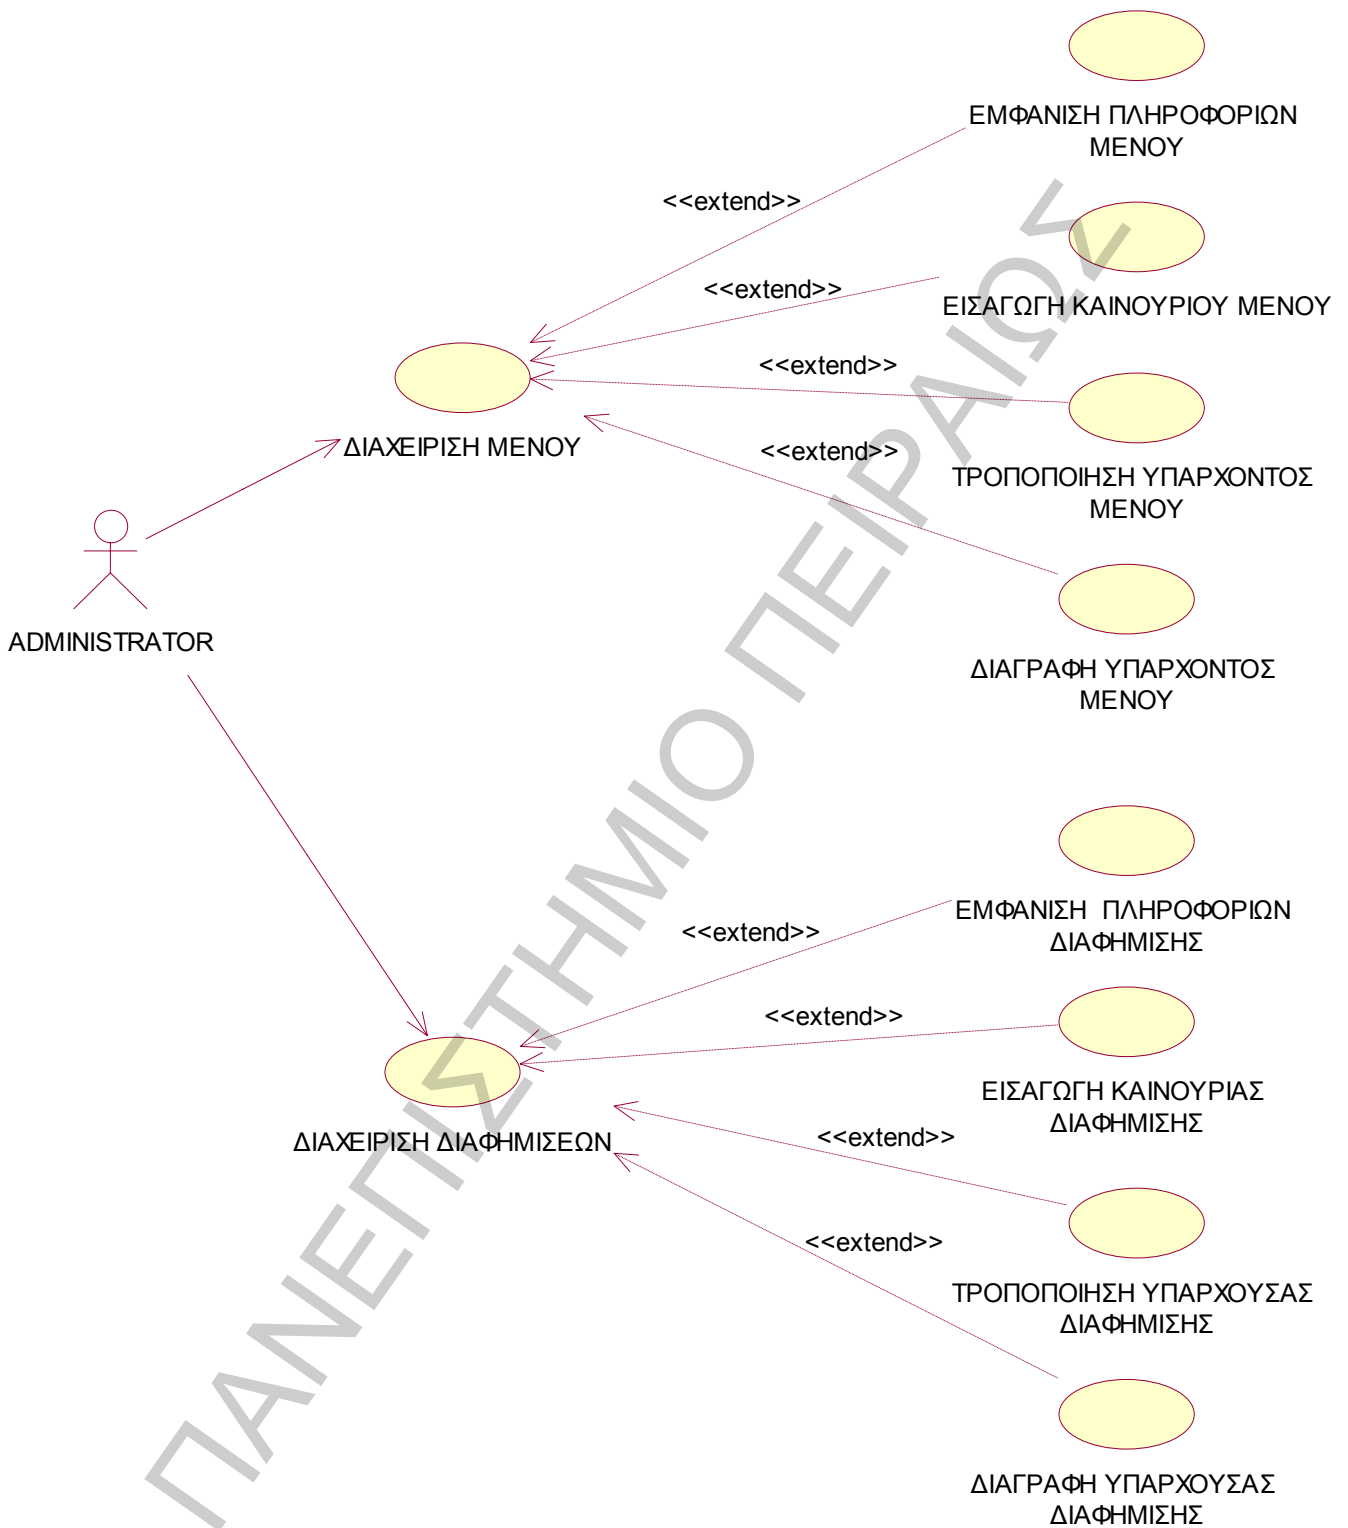 ΕΜΦΑΝΙΣΗ ΠΛΗΡΟΦΟΡΙΩΝ
ΜΕΝΟΥ
<<extend>>
<<extend>>
ΕΙΣΑΓΩΓΗ ΚΑΙΝΟΥΡΙΟΥ ΜΕΝΟΥ
<<extend>>
ΔΙΑΧΕΙΡΙΣΗ ΜΕΝΟΥ
<<extend>>
ΤΡΟΠΟΠΟΙΗΣΗ ΥΠΑΡΧΟΝΤΟΣ
ΜΕΝΟΥ
ADMINISTRATOR
ΔΙΑΓΡΑΦΗ ΥΠΑΡΧΟΝΤΟΣ
ΜΕΝΟΥ
ΕΜΦΑΝΙΣΗ  ΠΛΗΡΟΦΟΡΙΩΝ
ΔΙΑΦΗΜΙΣΗΣ
<<extend>>
<<extend>>
ΕΙΣΑΓΩΓΗ ΚΑΙΝΟΥΡΙΑΣ
ΔΙΑΦΗΜΙΣΗΣ
ΔΙΑΧΕΙΡΙΣΗ ΔΙΑΦΗΜΙΣΕΩΝ
<<extend>>
<<extend>>
ΤΡΟΠΟΠΟΙΗΣΗ ΥΠΑΡΧΟΥΣΑΣ
ΔΙΑΦΗΜΙΣΗΣ
ΔΙΑΓΡΑΦΗ ΥΠΑΡΧΟΥΣΑΣ
ΔΙΑΦΗΜΙΣΗΣ
ΠΑΝΕΠΙΣΤΗΜΙΟ ΠΕΙΡΑΙΩΣ